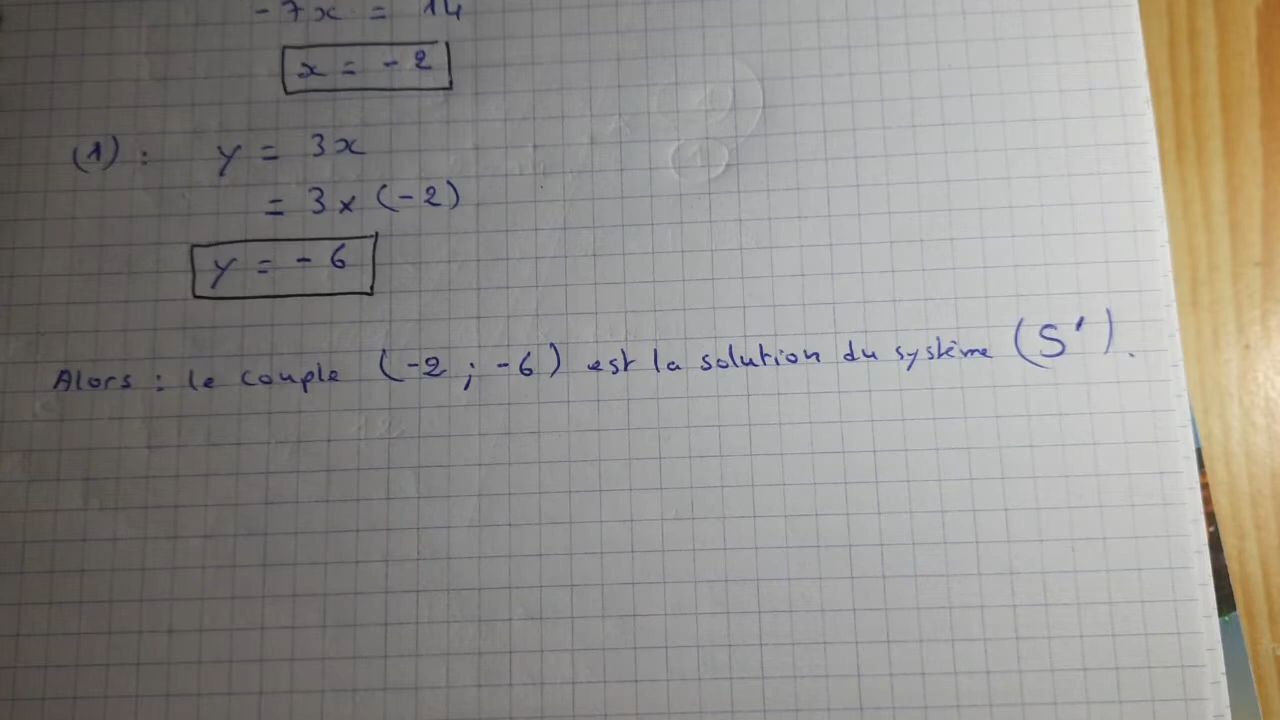 -7x = 14
x = -2
(1) : y = 3x
= 3 x (-2)
y = -6
Alors : le couple (-2 ; -6) est la solution du système (S').